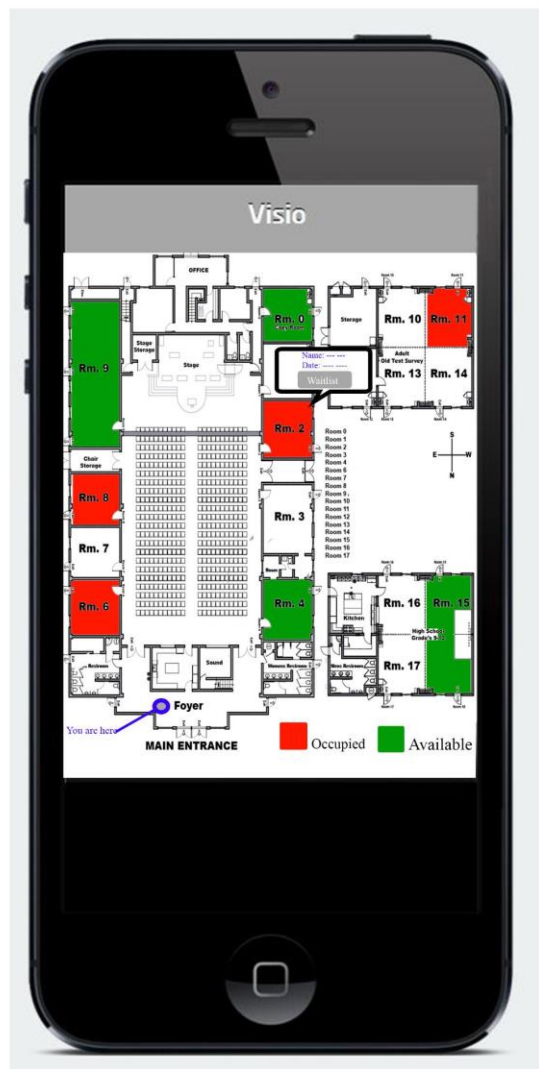 Visio
OFFICE
Rm. 0
Rm. 10
Rm. 11
Storage
Stage
Storage
Stage
Rm. 9
Name: --- ---
Date: ---- -----
Waitlist
Adult
Old Test Survey
Rm. 13
Rm. 14
Rm. 2
Room 0
Room 1
Room 2
Room 3
Room 4
Room 6
Room 7
Room 8
Room 9
Room 10
Room 11
Room 12
Room 13
Room 14
Room 15
Room 16
Room 17
S
E
W
N
Chair
Storage
Rm. 8
Rm. 3
Rm. 7
Rm. 6
Rm. 4
Kitchen
Rm. 16
Rm. 15
High School
Rm. 17
Sound
Foyer
You are here
MAIN ENTRANCE
Occupied
Available